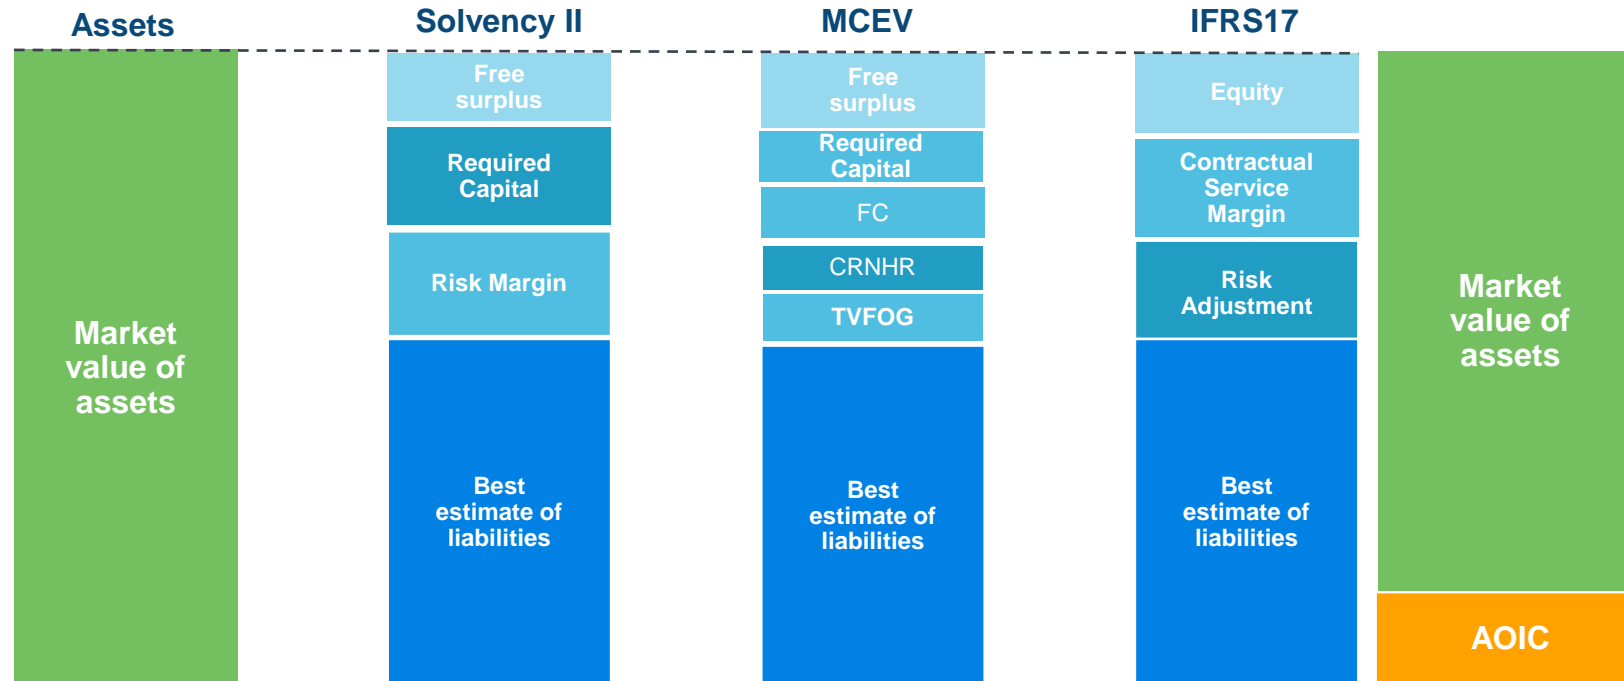 Assets
Solvency II
MCEV
IFRS17
Market
value of
assets
Free
surplus
Required
Capital
Risk Margin
Best
estimate of
liabilities
Free
surplus
Required
Capital
FC
CRNHR
TVFOG
Best
estimate of
liabilities
Equity
Contractual
Service
Margin
Risk
Adjustment
Best
estimate of
liabilities
Market
value of
assets
AOIC